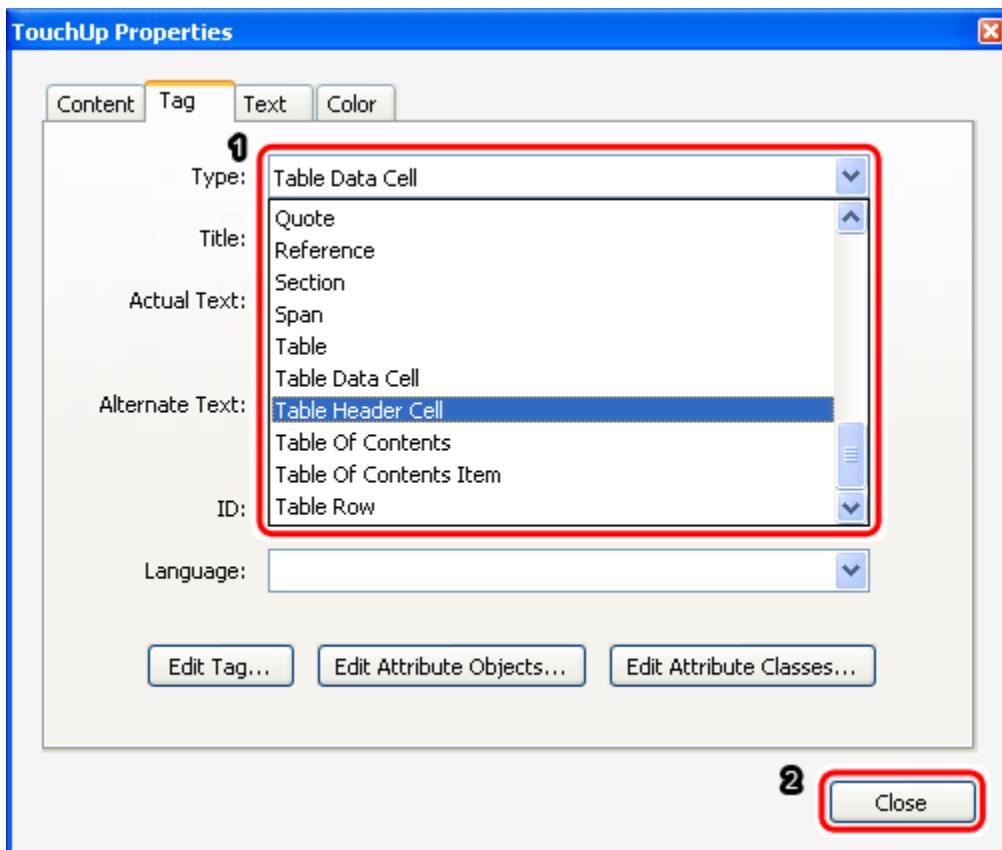 TouchUp Properties
Content Tag Text Color
1
Type: Table Data Cell
Quote
Title:
Reference
Section
Actual Text:
Span
Table
Table Data Cell
Alternate Text:
Table Header Cell
Table Of Contents
Table Of Contents Item
ID:
Table Row
Language:
Edit Tag... Edit Attribute Objects... Edit Attribute Classes...
2
Close